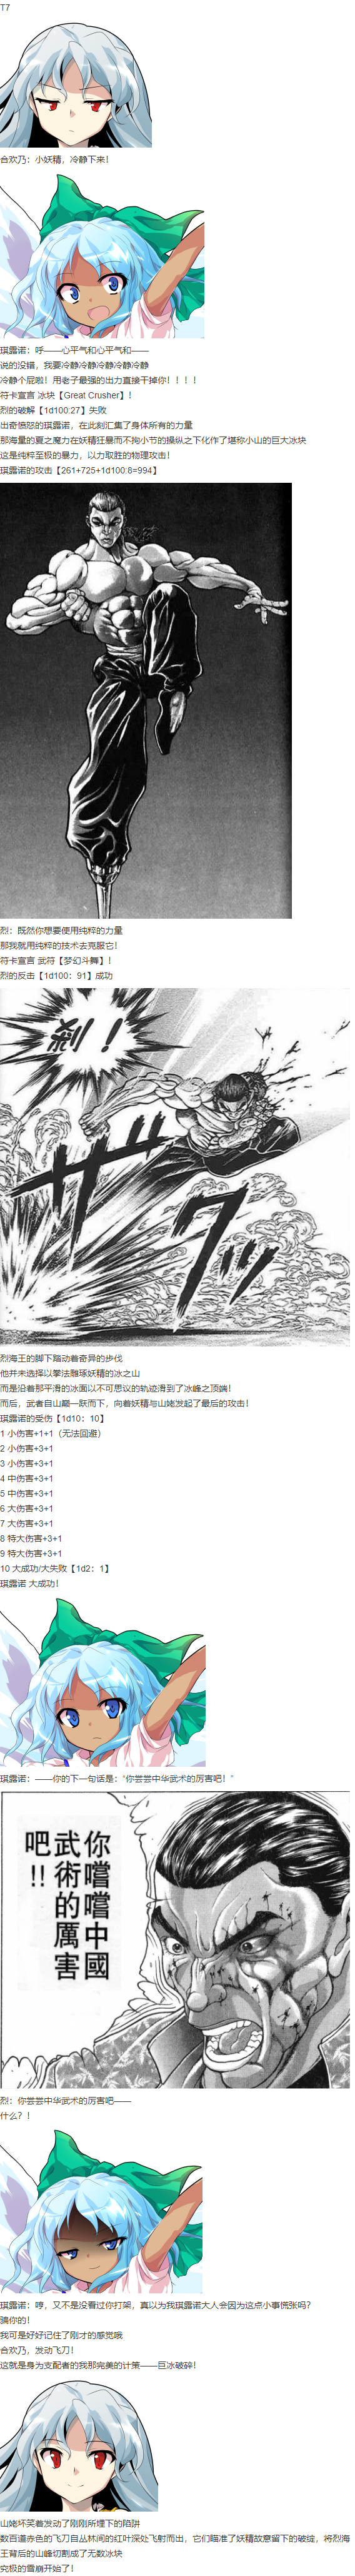 T7
合欢乃：小妖精，冷静下来！
琪露诺：呼——心平气和心平气和——
说的没错，我要冷静冷静冷静冷静冷静
冷静个屁啦！用老子最强的出力直接干掉你！！！！
符卡宣言 冰块【Great Crusher】！
烈的破解【1d100:27】失败
出奇愤怒的琪露诺，在此刻汇集了身体所有的力量
那海量的夏之魔力在妖精狂暴而不拘小节的操纵之下化作了堪称小山的巨大冰块
这是纯粹至极的暴力，以力取胜的物理攻击！
琪露诺的攻击【261+725+1d100:8=994】
烈：既然你想要使用纯粹的力量
那我就用纯粹的技术去克服它！
符卡宣言 武符【梦幻斗舞】！
烈的反击【1d100：91】成功
刹！
ザ
ワッ
烈海王的脚下踏动着奇异的步伐
他并未选择以拳法雕琢妖精的冰之山
而是沿着那平滑的冰面以不可思议的轨迹滑到了冰峰之顶端！
而后，武者自山巅一跃而下，向着妖精与山姥发起了最后的攻击！
琪露诺的受伤【1d10：10】
1 小伤害+1+1（无法回避）
2 小伤害+3+1
3 小伤害+3+1
4 中伤害+3+1
5 中伤害+3+1
6 大伤害+3+1
7 大伤害+3+1
8 特大伤害+3+1
9 特大伤害+3+1
10 大成功/大失败【1d2：1】
琪露诺 大成功！
琪露诺：——你的下一句话是：“你尝尝中华武术的厉害吧！”
你嚐嚐中國
武術的厲害
吧!!
烈：你尝尝中华武术的厉害吧——
什么？！
琪露诺：哼，又不是没看过你打架，真以为我琪露诺大人会因为这点小事慌张吗？
骗你的！
我可是好好记住了刚才的感觉哦
合欢乃，发动飞刀！
这就是身为支配者的我那完美的计策——巨冰破碎！
山姥坏笑着发动了刚刚所埋下的陷阱
数百道赤色的飞刀自丛林间的红叶深处飞射而出，它们瞄准了妖精故意留下的破绽，将烈海
王背后的山峰切割成了无数冰块
究极的雪崩开始了！